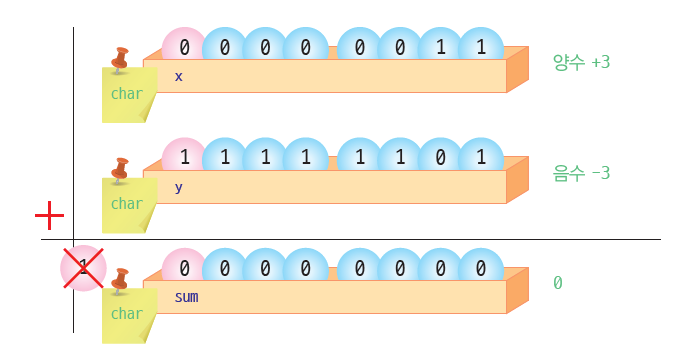 0 0 0 0 0 0 1 1
양수 +3
char
x
1 1 1 1 1 1 0 1
음수 -3
char
y
+
1 0 0 0 0 0 0 0 0
0
char
sum